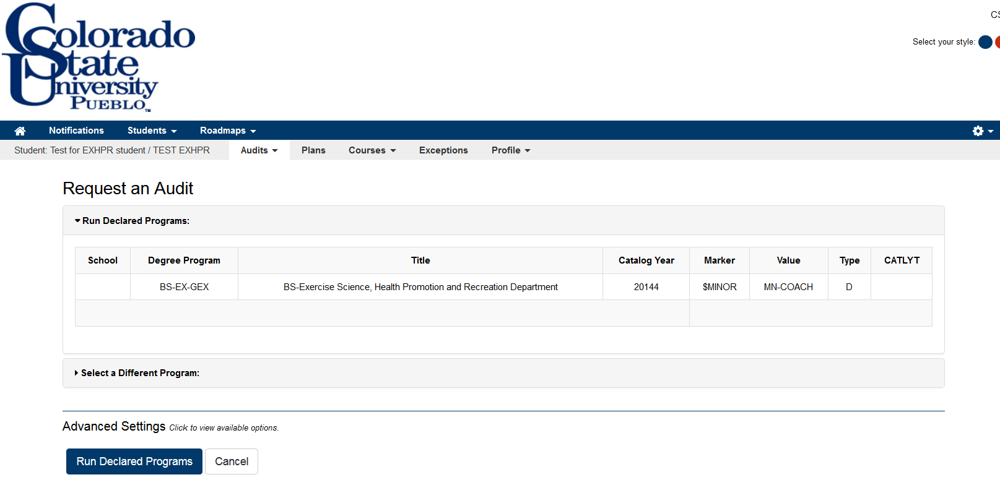 Colorado
State
University
PUEBLO™
CS
Select your style:
Notifications Students Roadmaps
Student: Test for EXHPR student / TEST EXHPR Audits Plans Courses Exceptions Profile
Request an Audit
Run Declared Programs:
School Degree Program Title Catalog Year Marker Value Type CATLYT
BS-EX-GEX BS-Exercise Science, Health Promotion and Recreation Department 20144 $MINOR MN-COACH D
Select a Different Program:
Advanced Settings Click to view available options.
Run Declared Programs Cancel